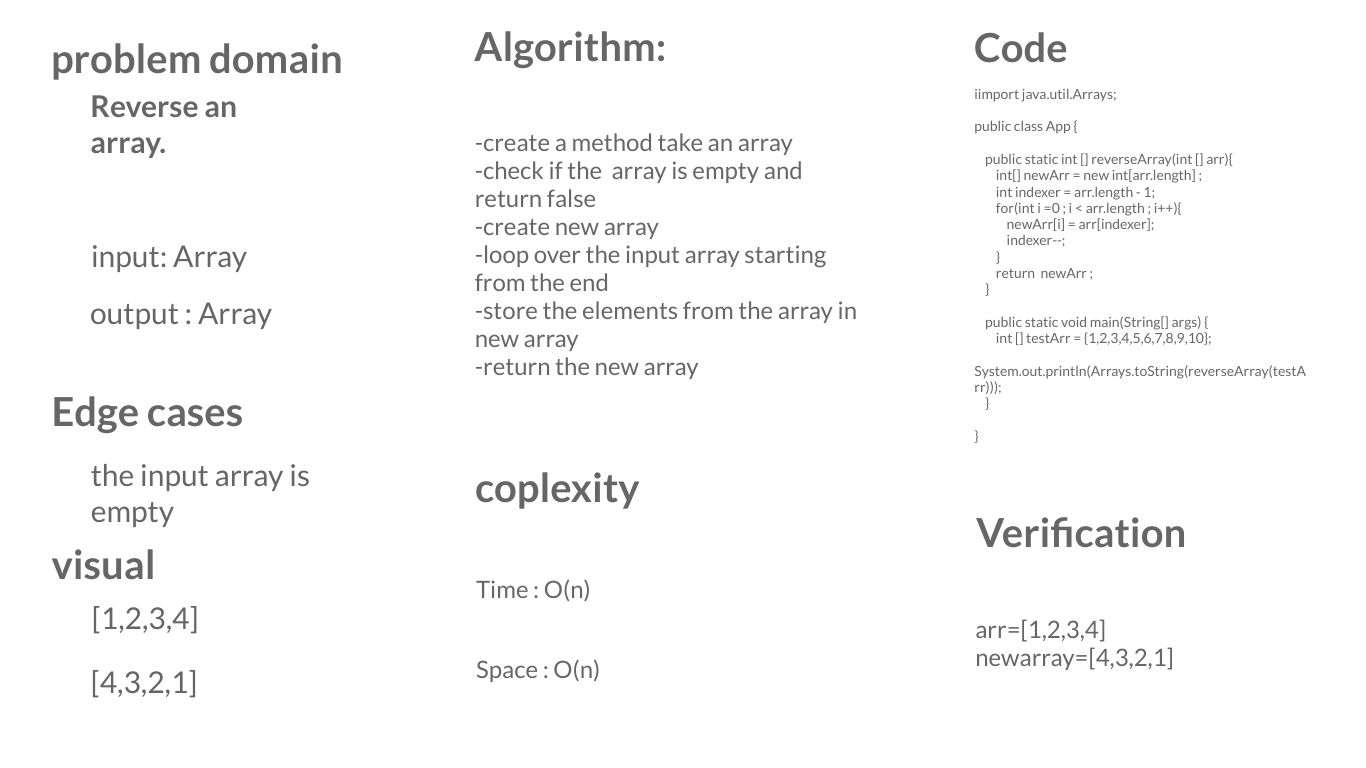 problem domain
Reverse an
array.
input: Array
output : Array
Edge cases
the input array is
empty
visual
[1,2,3,4]
[4,3,2,1]
Algorithm:
-create a method take an array
-check if the  array is empty and
return false
-create new array
-loop over the input array starting
from the end
-store the elements from the array in
new array
-return the new array
coplexity
Time : O(n)
Space : O(n)
Code
iimport java.util.Arrays;
public class App {
public static int [] reverseArray(int [] arr){
int[] newArr = new int[arr.length] ;
int indexer = arr.length - 1;
for(int i =0 ; i < arr.length ; i++){
newArr[i] = arr[indexer];
indexer--;
}
return  newArr ;
}
public static void main(String[] args) {
int [] testArr = {1,2,3,4,5,6,7,8,9,10};
System.out.println(Arrays.toString(reverseArray(testA
rr)));
}
}
Verification
arr=[1,2,3,4]
newarray=[4,3,2,1]